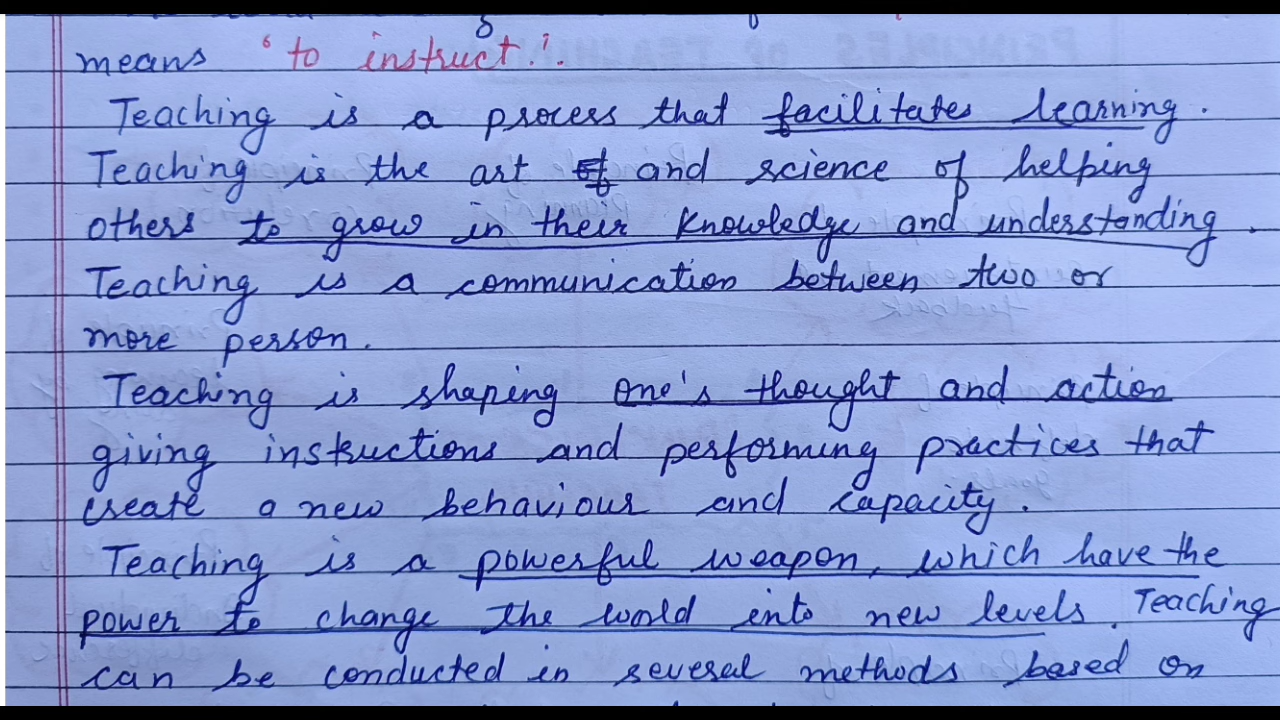 means 'to instruct'.
Teaching is a process that facilitates learning.
Teaching is the art of and science of helping
others to grow in their knowledge and understanding.
Teaching is a communication between two or
more person.
Teaching is shaping one's thought and action
giving instructions and performing practices that
create a new behaviour and capacity.
Teaching is a powerful weapon, which have the
power to change the world into new levels. Teaching
can be conducted in several methods based on